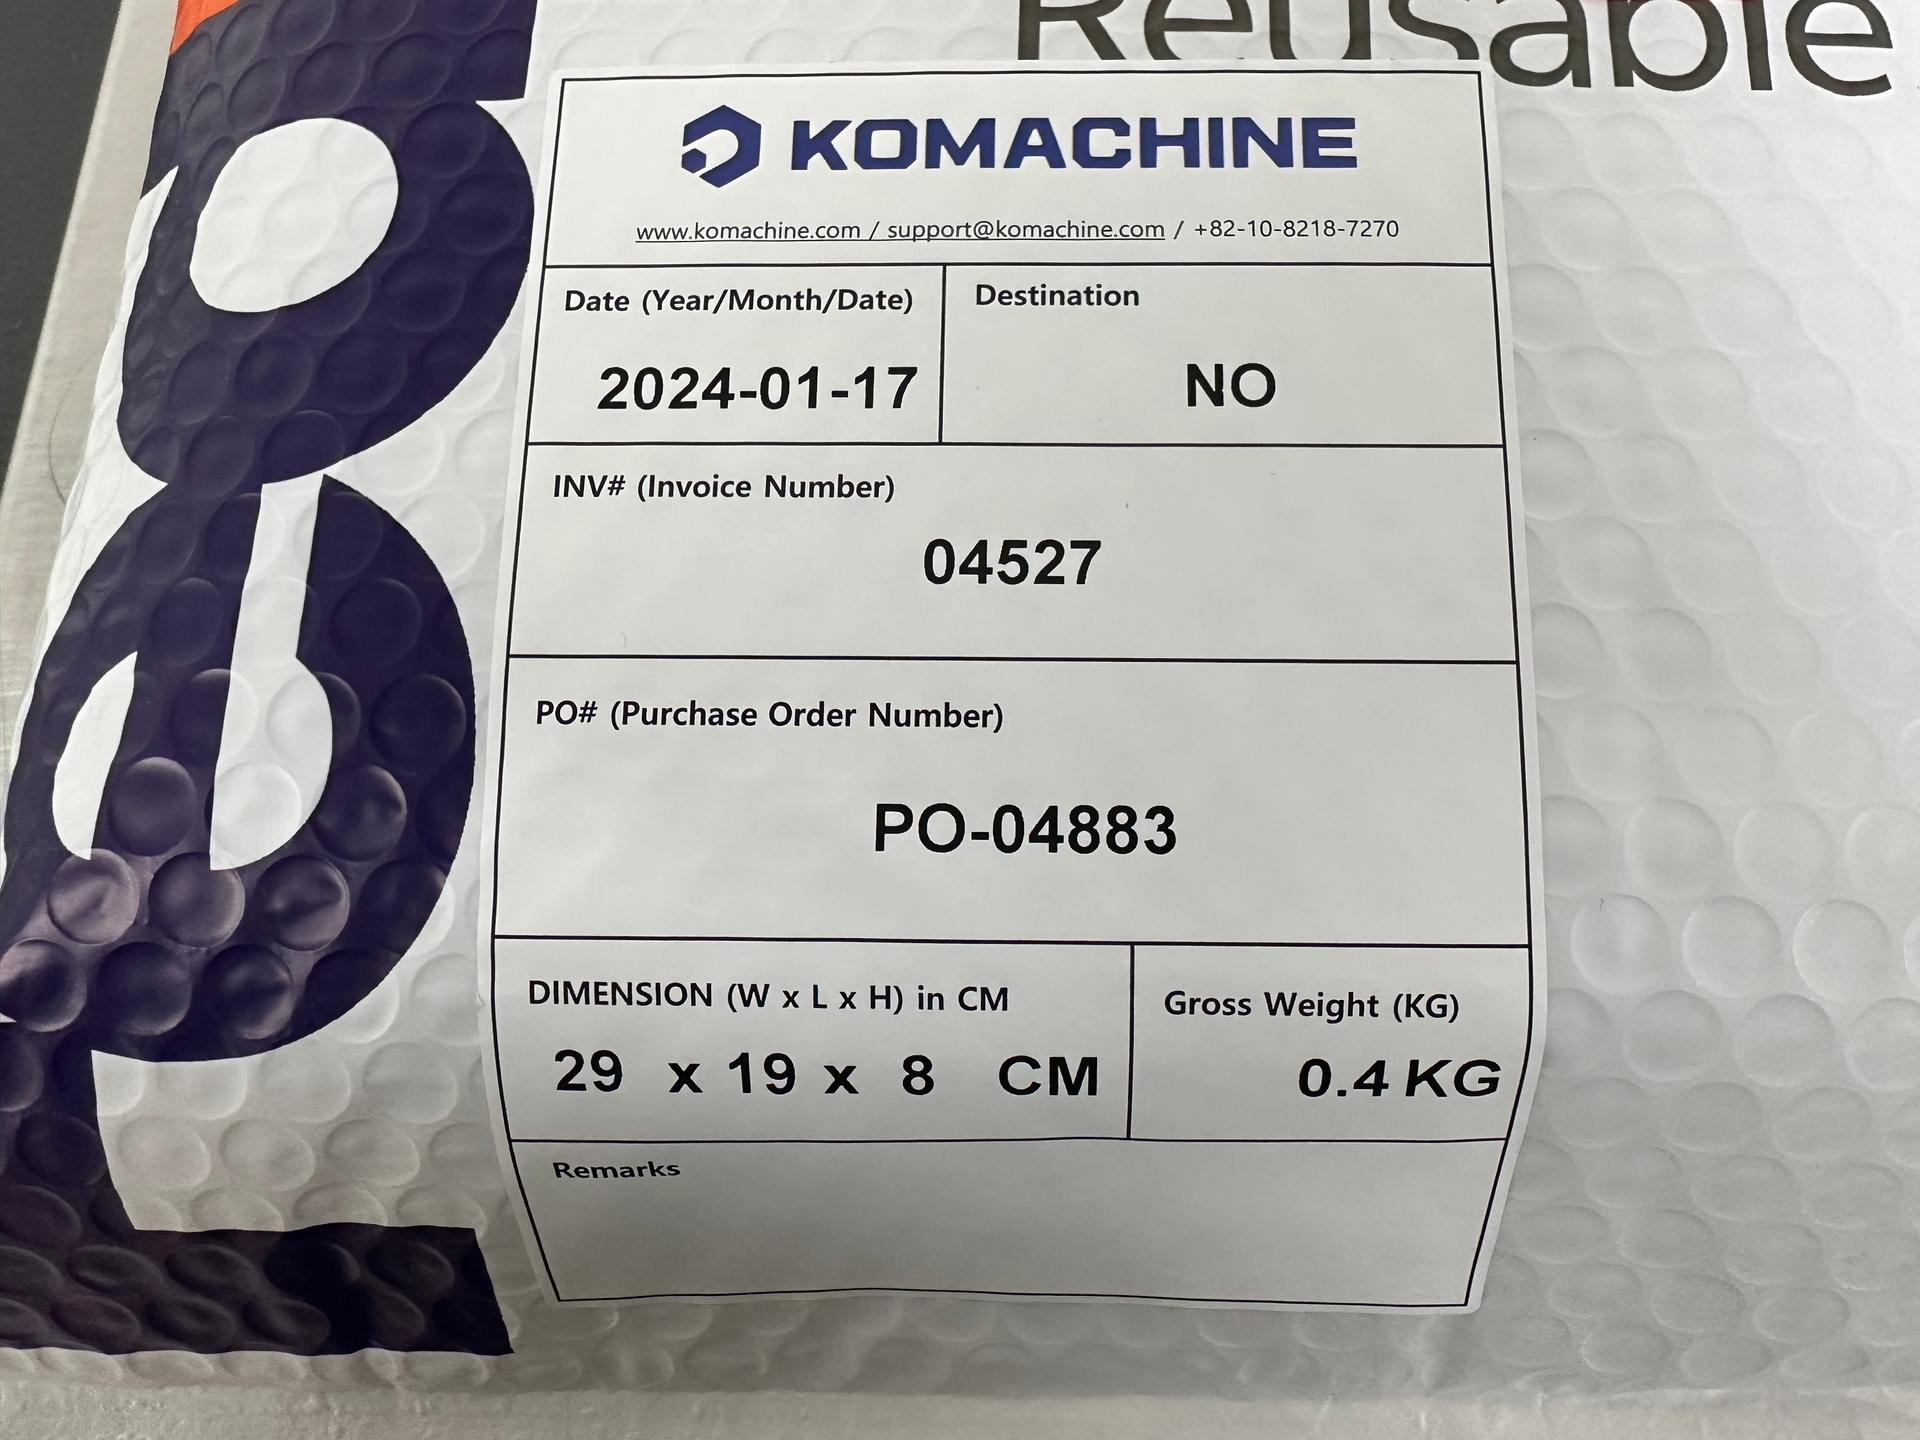 Reusable
KOMACHINE
www.komachine.com / support@komachine.com / +82-10-8218-7270
Date (Year/Month/Date)
2024-01-17
Destination
NO
INV# (Invoice Number)
04527
PO# (Purchase Order Number)
PO-04883
DIMENSION (W x L x H) in CM
29 x 19 x 8 CM
Gross Weight (KG)
0.4 KG
Remarks